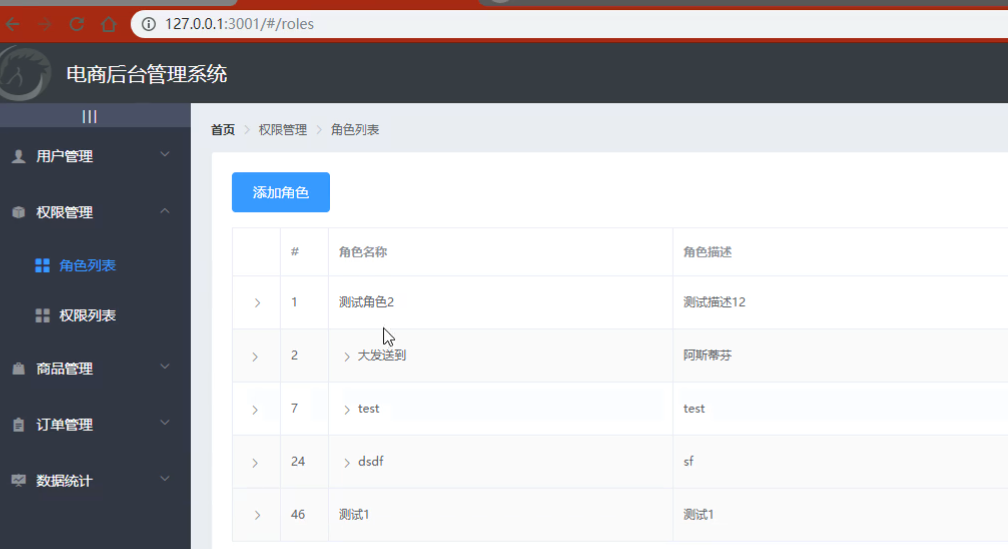 127.0.0.1:3001/#/roles
电商后台管理系统
|||
首页 > 权限管理 > 角色列表
用户管理
权限管理
角色列表
权限列表
商品管理
订单管理
数据统计
添加角色
# 角色名称 角色描述
1 测试角色2 测试描述12
2 大发送到 阿斯蒂芬
7 test test
24 dsdf sf
46 测试1 测试1